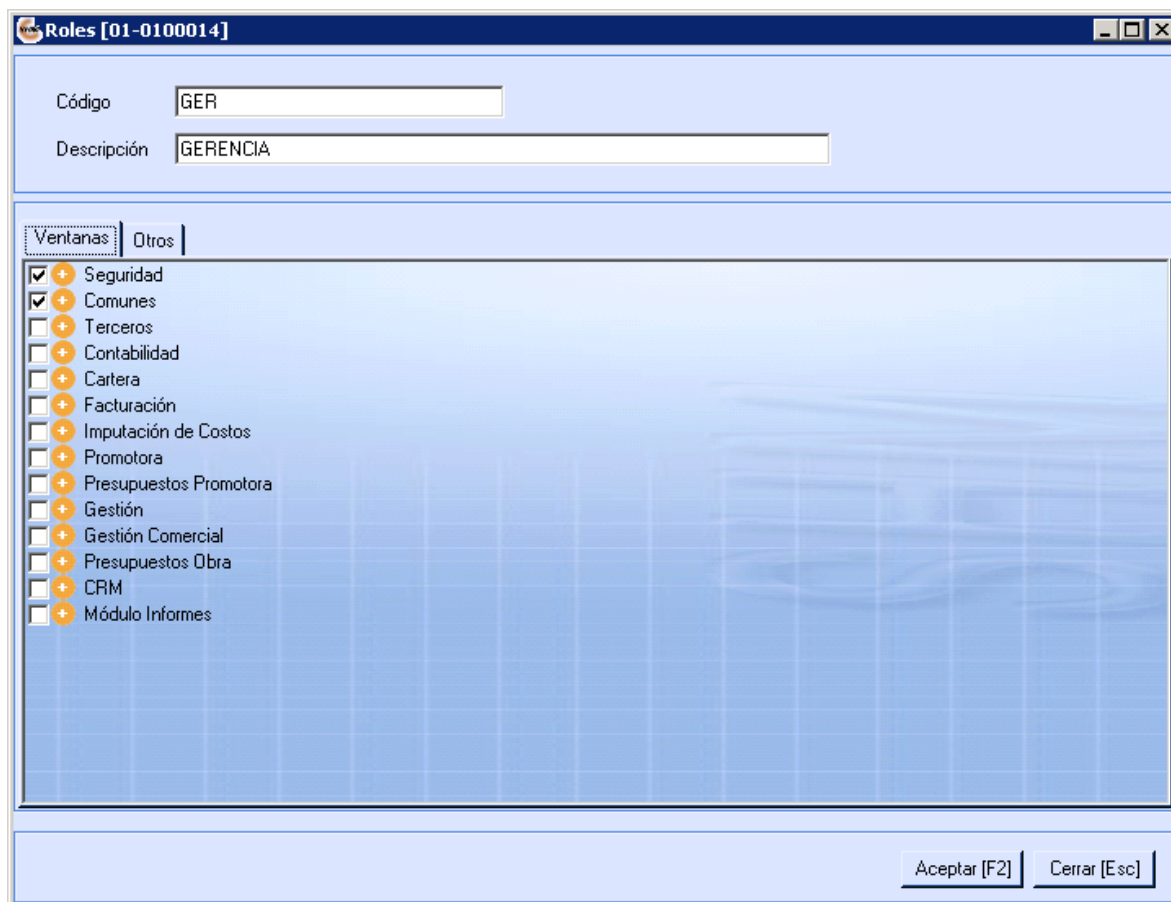 Roles [01-0100014]
Código GER
Descripción GERENCIA
Ventanas Otros
Seguridad
Comunes
Terceros
Contabilidad
Cartera
Facturación
Imputación de Costos
Promotora
Presupuestos Promotora
Gestión
Gestión Comercial
Presupuestos Obra
CRM
Módulo Informes
Aceptar [F2] Cerrar [Esc]